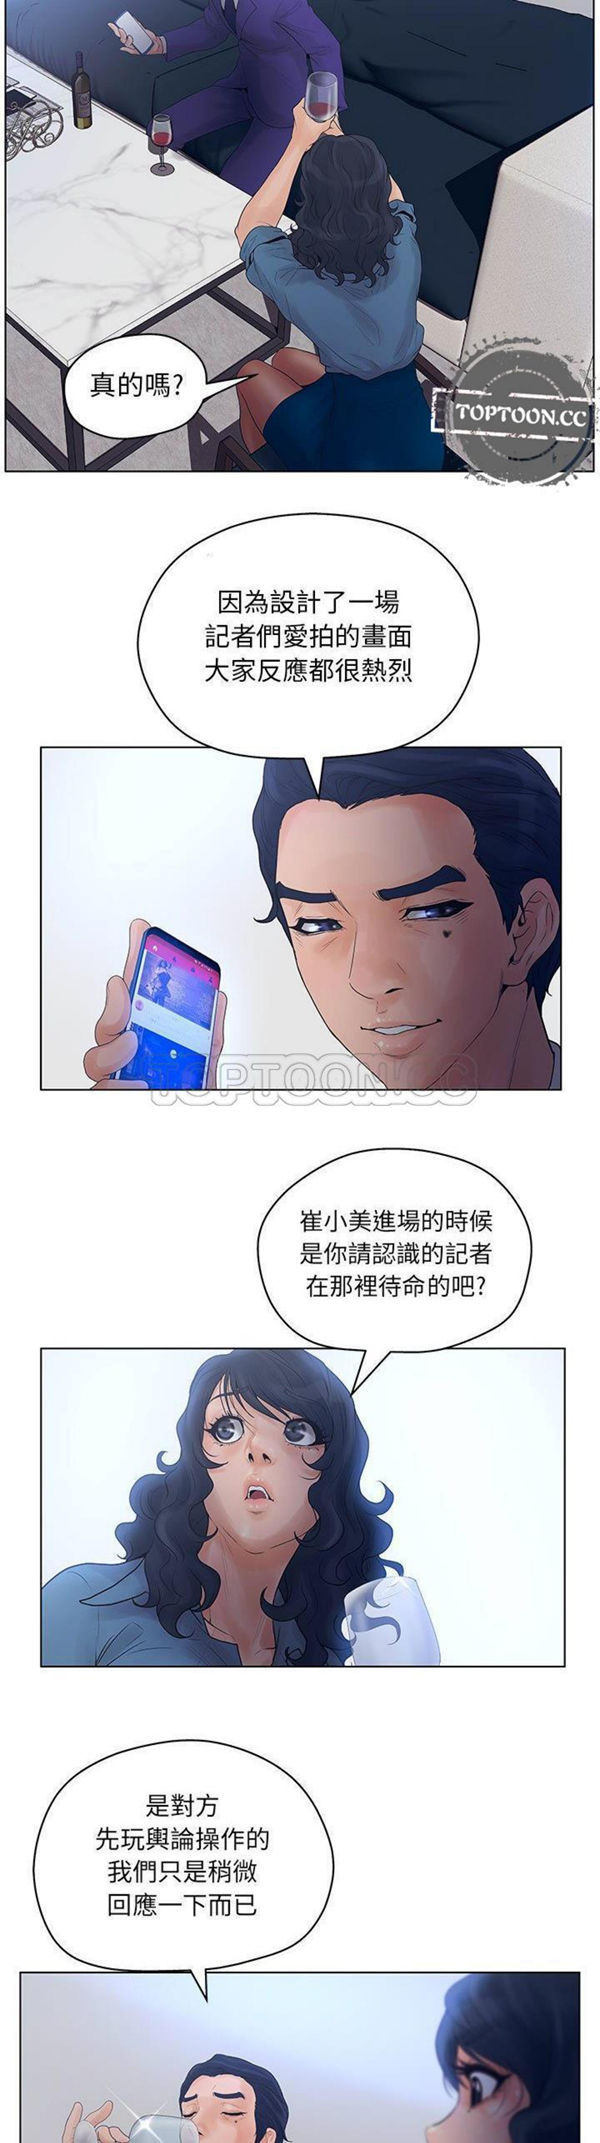 真的嗎?
TOPTOON.CC
因為設計了一場
記者們愛拍的畫面
大家反應都很熱烈
TOPTOON.CC
崔小美進場的時候
是你請認識的記者
在那裡待命的吧?
是對方
先玩輿論操作的
我們只是稍微
回應一下而已